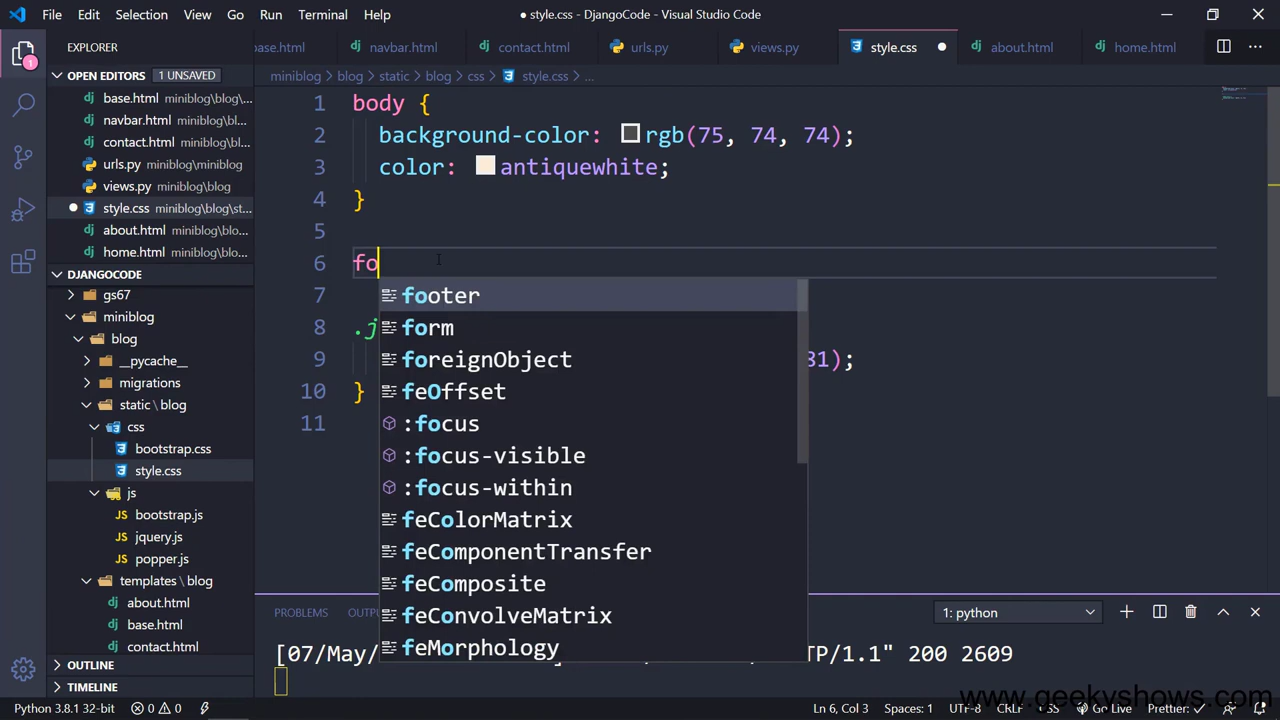 File Edit Selection View Go Run Terminal Help
● style.css - DjangoCode - Visual Studio Code
EXPLORER
base.html navbar.html contact.html urls.py views.py style.css about.html home.html
OPEN EDITORS 1 UNSAVED
miniblog > blog > static > blog > css > style.css > ...
base.html miniblog\blog\...
navbar.html miniblog\blo...
contact.html miniblog\blo...
urls.py miniblog\miniblog
views.py miniblog\blog
style.css miniblog\blog\st...
about.html miniblog\blo...
home.html miniblog\blo...
DJANGOCODE
gs67
miniblog
blog
__pycache__
migrations
static \ blog
css
bootstrap.css
style.css
js
bootstrap.js
jquery.js
popper.js
templates \ blog
about.html
base.html
contact.html
OUTLINE
TIMELINE
1 body {
2 background-color: rgb(75, 74, 74);
3 color: antiquewhite;
4 }
5
6 fo
7
8 .j
9 81);
10 }
11
footer
form
foreignObject
feOffset
:focus
:focus-visible
:focus-within
feColorMatrix
feComponentTransfer
feComposite
feConvolveMatrix
feMorphology
PROBLEMS OUTP 1: python
[07/May/ TP/1.1" 200 2609
www.geekyshows.com
Python 3.8.1 32-bit 0 0 Ln 6, Col 3 Spaces: 1 UTF-8 CRLF CSS Go Live Prettier: ✓